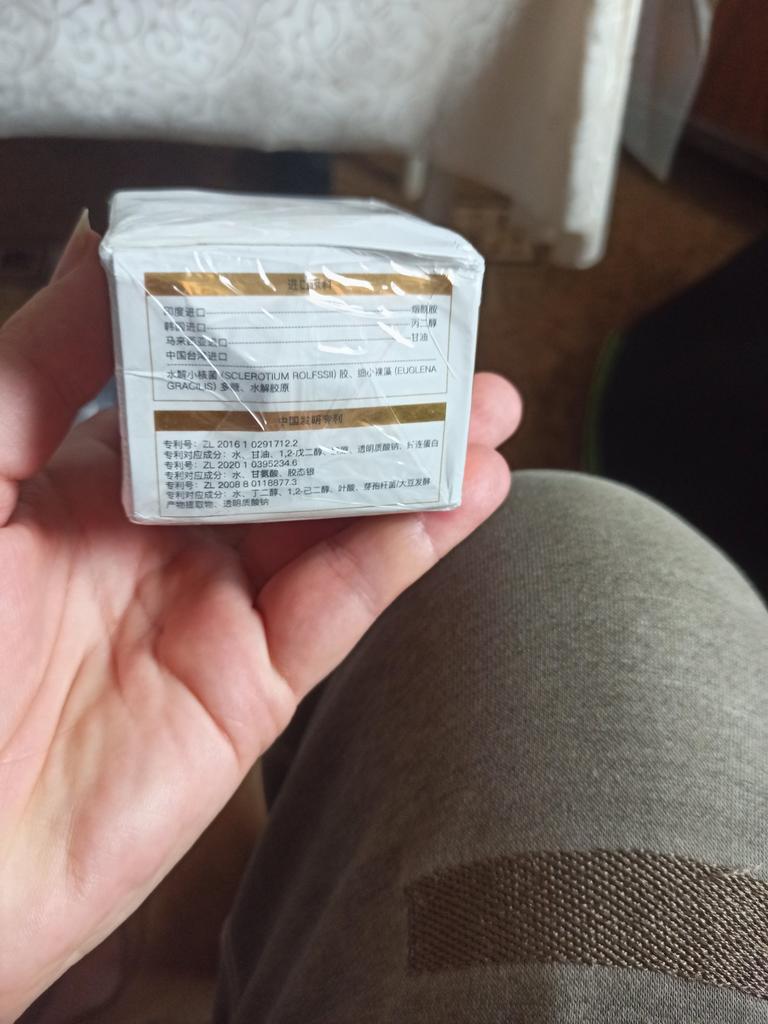 进口原料
印度进口 烟酰胺
韩国进口 丙二醇
马来西亚进口 甘油
中国台湾进口
水解小核菌 (SCLEROTIUM ROLFSSII) 胶、细小裸藻 (EUGLENA
GRACILIS) 多糖、水解胶原
中国发明专利
专利号：ZL 2016 1 0291712.2
专利对应成分：水、甘油、1,2-戊二醇、 透明质酸钠、 连蛋白
专利号：ZL 2020 1 0395234.6
专利对应成分：水、甘氨酸、胶态银
专利号：ZL 2008 8 0118877.3
专利对应成分：水、丁二醇、1,2-己二醇、叶酸、芽孢杆菌/大豆发酵
产物提取物、透明质酸钠